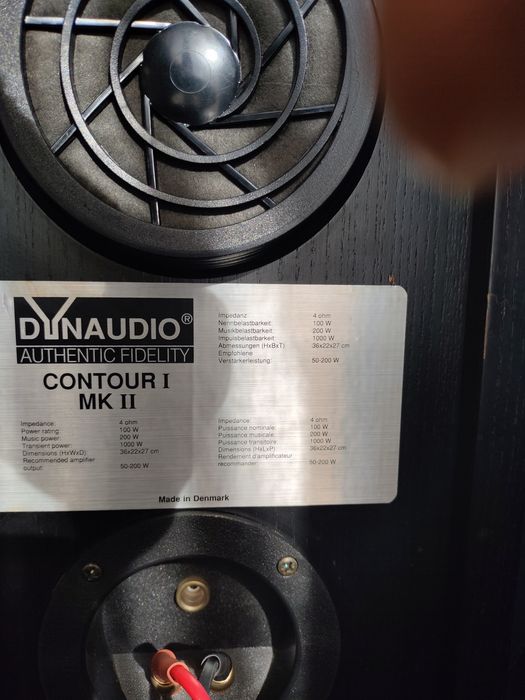 DYNAUDIO®
AUTHENTIC FIDELITY
CONTOUR I
MK II
Impedanz: 4 ohm
Nennbelastbarkeit: 100 W
Musikbelastbarkeit: 200 W
Impulsbelastbarkeit: 1000 W
Abmessungen (HxBxT) 36x22x27 cm
Empfohlene
Verstärkerleistung: 50-200 W
Impedance: 4 ohm
Power rating: 100 W
Music power: 200 W
Transient power: 1000 W
Dimensions (HxWxD) 36x22x27 cm
Recommended amplifier
output: 50-200 W
Impedance: 4 ohm
Puissance nominale: 100 W
Puissance musicale: 200 W
Puissance transitoire 1000 W
Dimensions (HxLxP) 36x22x27 cm
Rendement d'amplificateur
recommander: 50-200 W
Made in Denmark